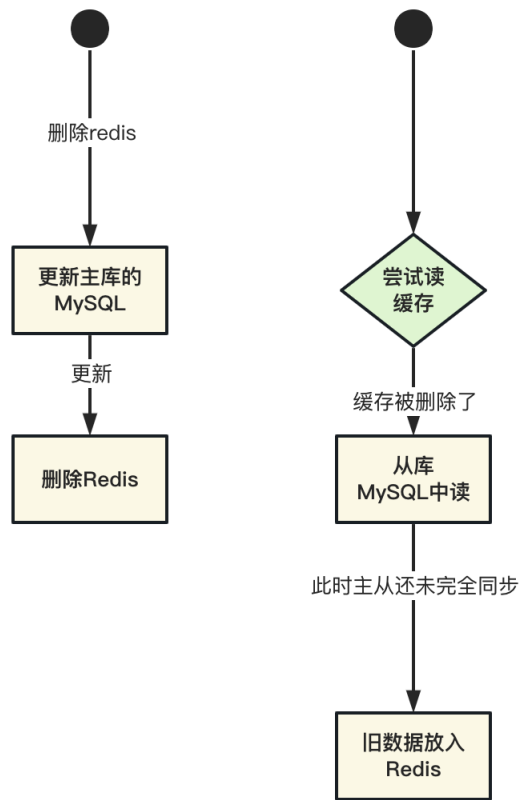 删除redis
更新主库的
MySQL
更新
删除Redis
尝试读
缓存
缓存被删除了
从库
MySQL中读
此时主从还未完全同步
旧数据放入
Redis